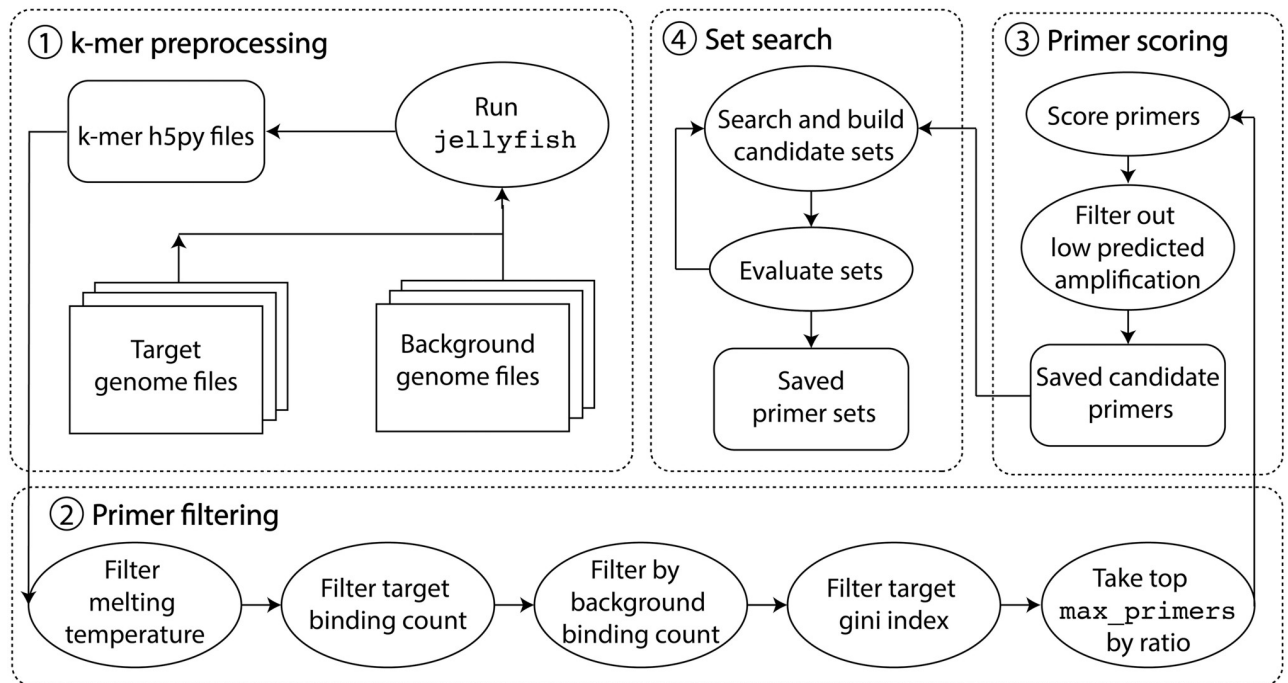 ① k-mer preprocessing
k-mer h5py files
Run
jellyfish
Target
genome files
Background
genome files
④ Set search
Search and build
candidate sets
Evaluate sets
Saved
primer sets
③ Primer scoring
Score primers
Filter out
low predicted
amplification
Saved candidate
primers
② Primer filtering
Filter
melting
temperature
Filter target
binding count
Filter by
background
binding count
Filter target
gini index
Take top
max_primers
by ratio